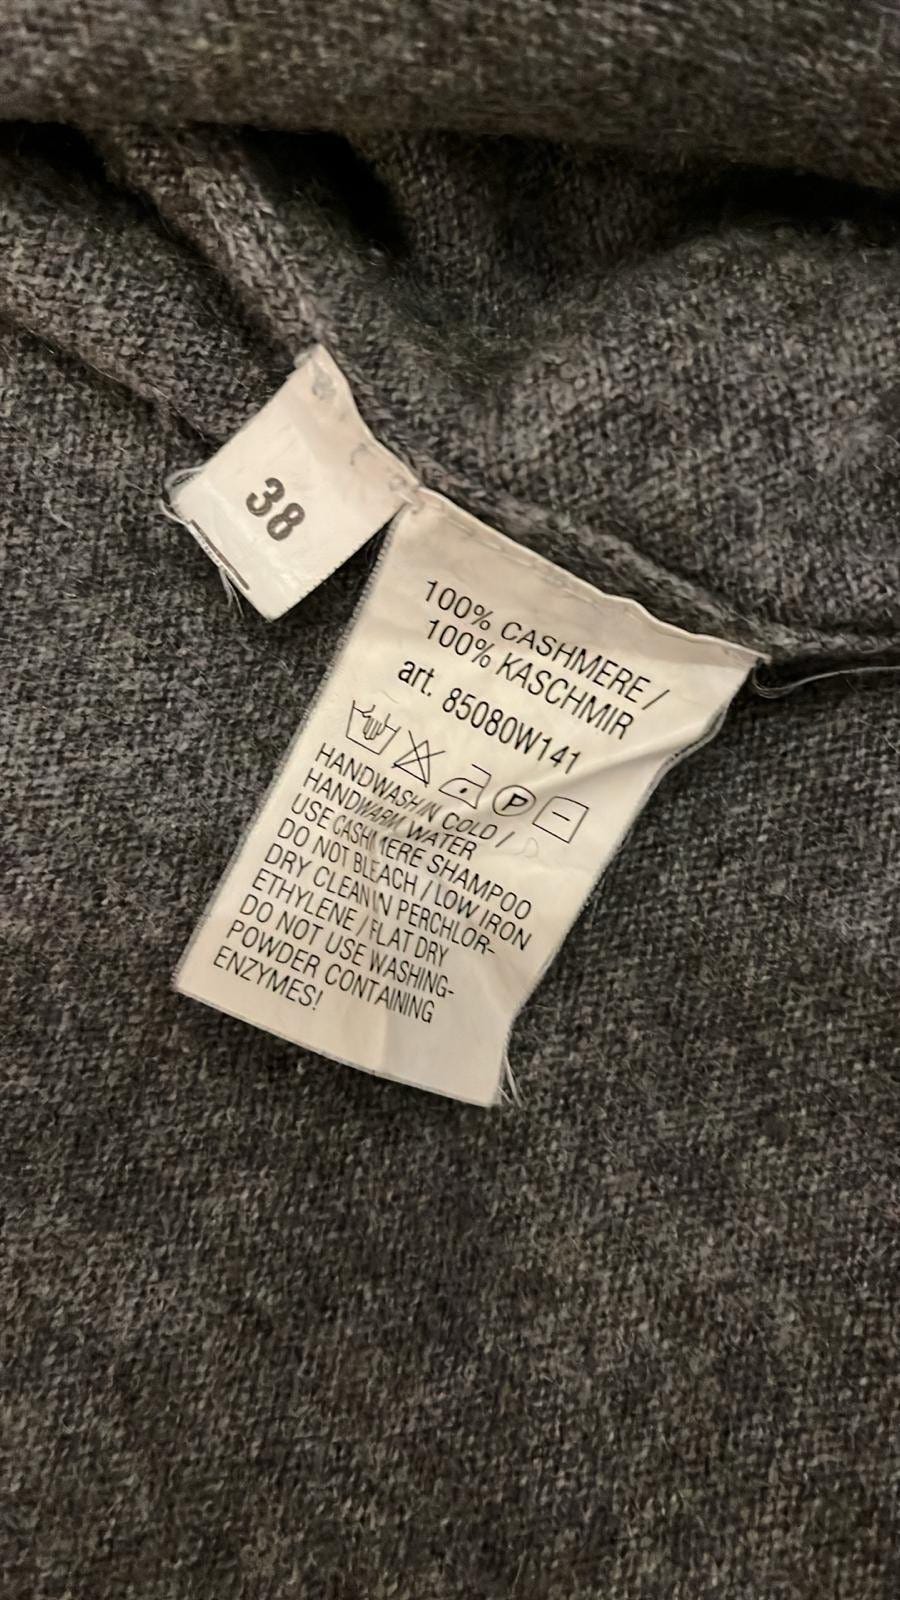 38
100% CASHMERE /
100% KASCHMIR
art. 85080W141
P
HANDWASH IN COLD /
HANDWARM WATER
USE CASHMERE SHAMPOO
DO NOT BLEACH / LOW IRON
DRY CLEAN IN PERCHLOR-
ETHYLENE / FLAT DRY
DO NOT USE WASHING-
POWDER CONTAINING
ENZYMES!